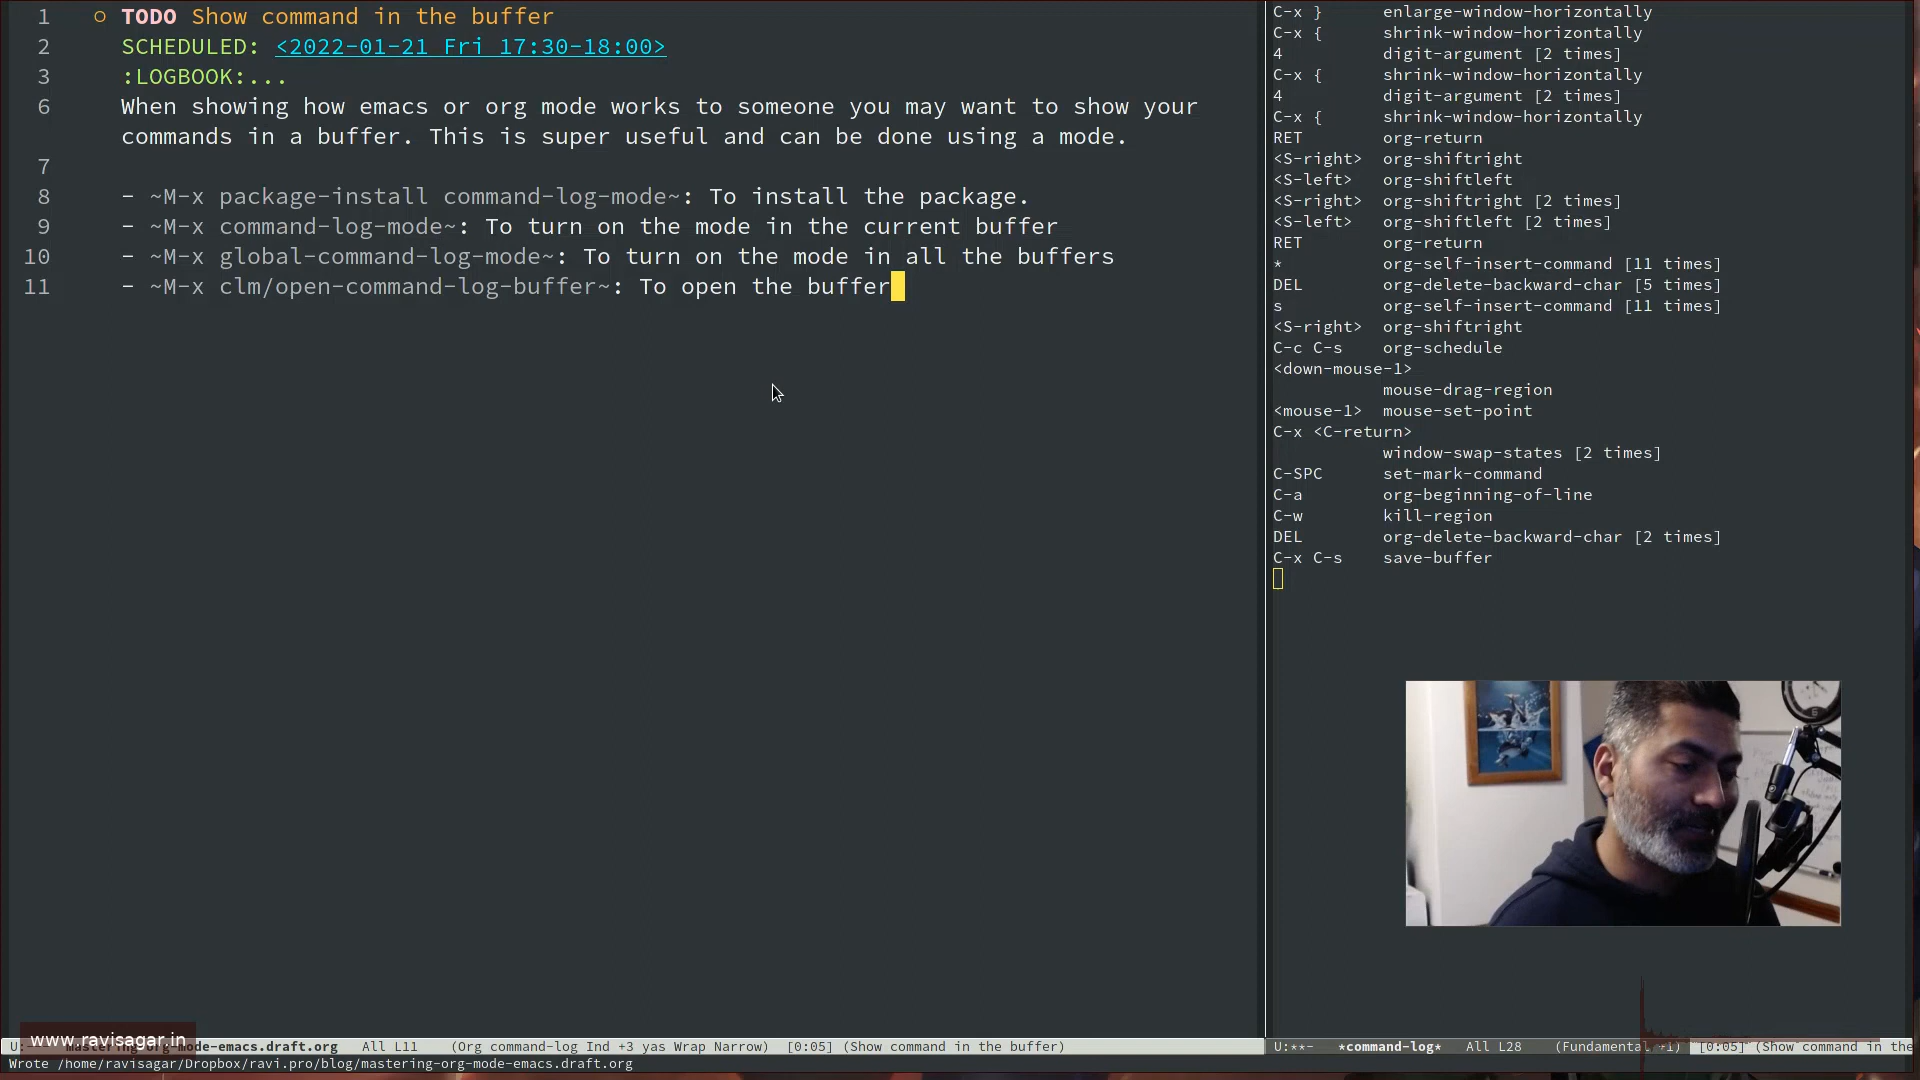 1 ○ TODO Show command in the buffer
2 SCHEDULED: <2022-01-21 Fri 17:30-18:00>
3 :LOGBOOK:...
6 When showing how emacs or org mode works to someone you may want to show your
commands in a buffer. This is super useful and can be done using a mode.
7
8 - ~M-x package-install command-log-mode~: To install the package.
9 - ~M-x command-log-mode~: To turn on the mode in the current buffer
10 - ~M-x global-command-log-mode~: To turn on the mode in all the buffers
11 - ~M-x clm/open-command-log-buffer~: To open the buffer
C-x } enlarge-window-horizontally
C-x { shrink-window-horizontally
4 digit-argument [2 times]
C-x { shrink-window-horizontally
4 digit-argument [2 times]
C-x { shrink-window-horizontally
RET org-return
<S-right> org-shiftright
<S-left> org-shiftleft
<S-right> org-shiftright [2 times]
<S-left> org-shiftleft [2 times]
RET org-return
* org-self-insert-command [11 times]
DEL org-delete-backward-char [5 times]
s org-self-insert-command [11 times]
<S-right> org-shiftright
C-c C-s org-schedule
<down-mouse-1>
mouse-drag-region
<mouse-1> mouse-set-point
C-x <C-return>
window-swap-states [2 times]
C-SPC set-mark-command
C-a org-beginning-of-line
C-w kill-region
DEL org-delete-backward-char [2 times]
C-x C-s save-buffer
www.ravisagar.in
mode-emacs.draft.org All L11 (Org command-log Ind +3 yas Wrap Narrow) [0:05] (Show command in the buffer)
U:**- *command-log* All L28 (Fundamental [0:05] (Show command in the
Wrote /home/ravisagar/Dropbox/ravi.pro/blog/mastering-org-mode-emacs.draft.org